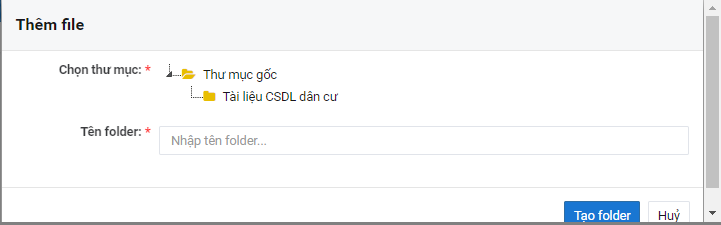 Thêm file
Chọn thư mục: *
Thư mục gốc
Tài liệu CSDL dân cư
Tên folder: *
Nhập tên folder...
Tạo folder
Huỷ